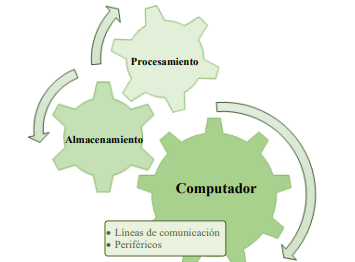 Procesamiento
Almacenamiento
Computador
• Líneas de comunicación
• Periféricos